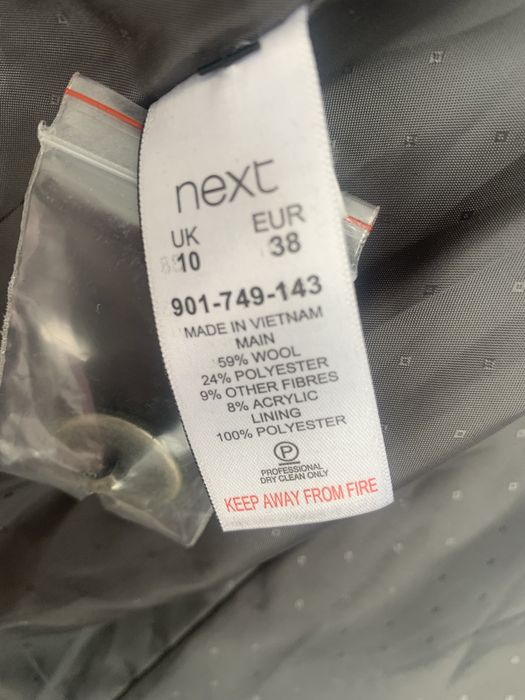 next
UK EUR
10 38
901-749-143
MADE IN VIETNAM
MAIN
59% WOOL
24% POLYESTER
9% OTHER FIBRES
8% ACRYLIC
LINING
100% POLYESTER
P
PROFESSIONAL
DRY CLEAN ONLY
KEEP AWAY FROM FIRE